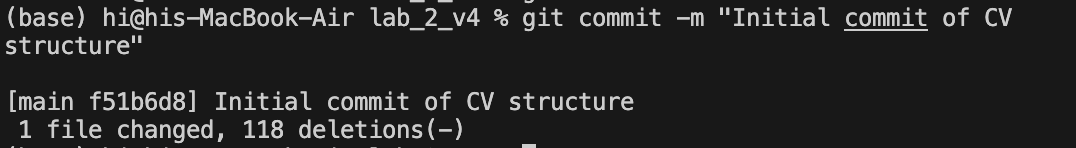 (base) hi@his-MacBook-Air lab_2_v4 % git commit -m "Initial commit of CV
structure"
[main f51b6d8] Initial commit of CV structure
1 file changed, 118 deletions(-)